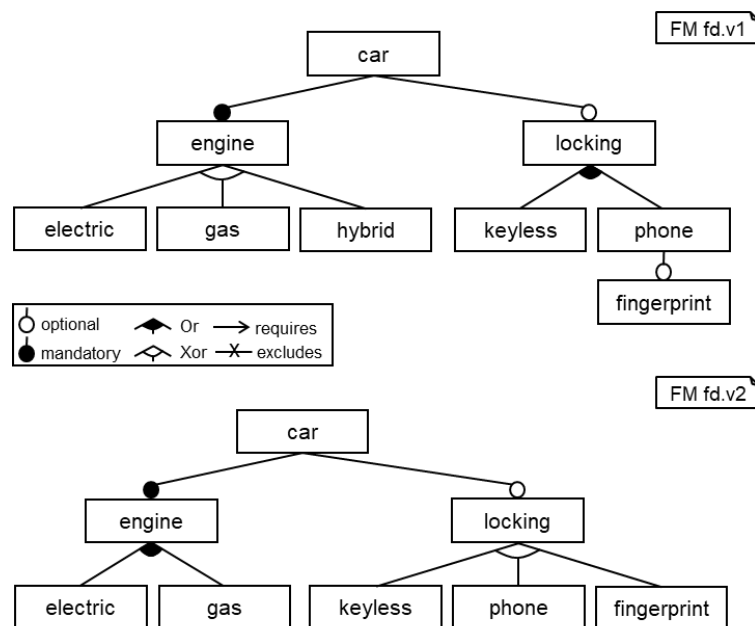 FM fd.v1
car
engine
locking
electric gas hybrid keyless phone
fingerprint
optional Or requires
mandatory Xor excludes
FM fd.v2
car
engine
locking
electric gas keyless phone fingerprint